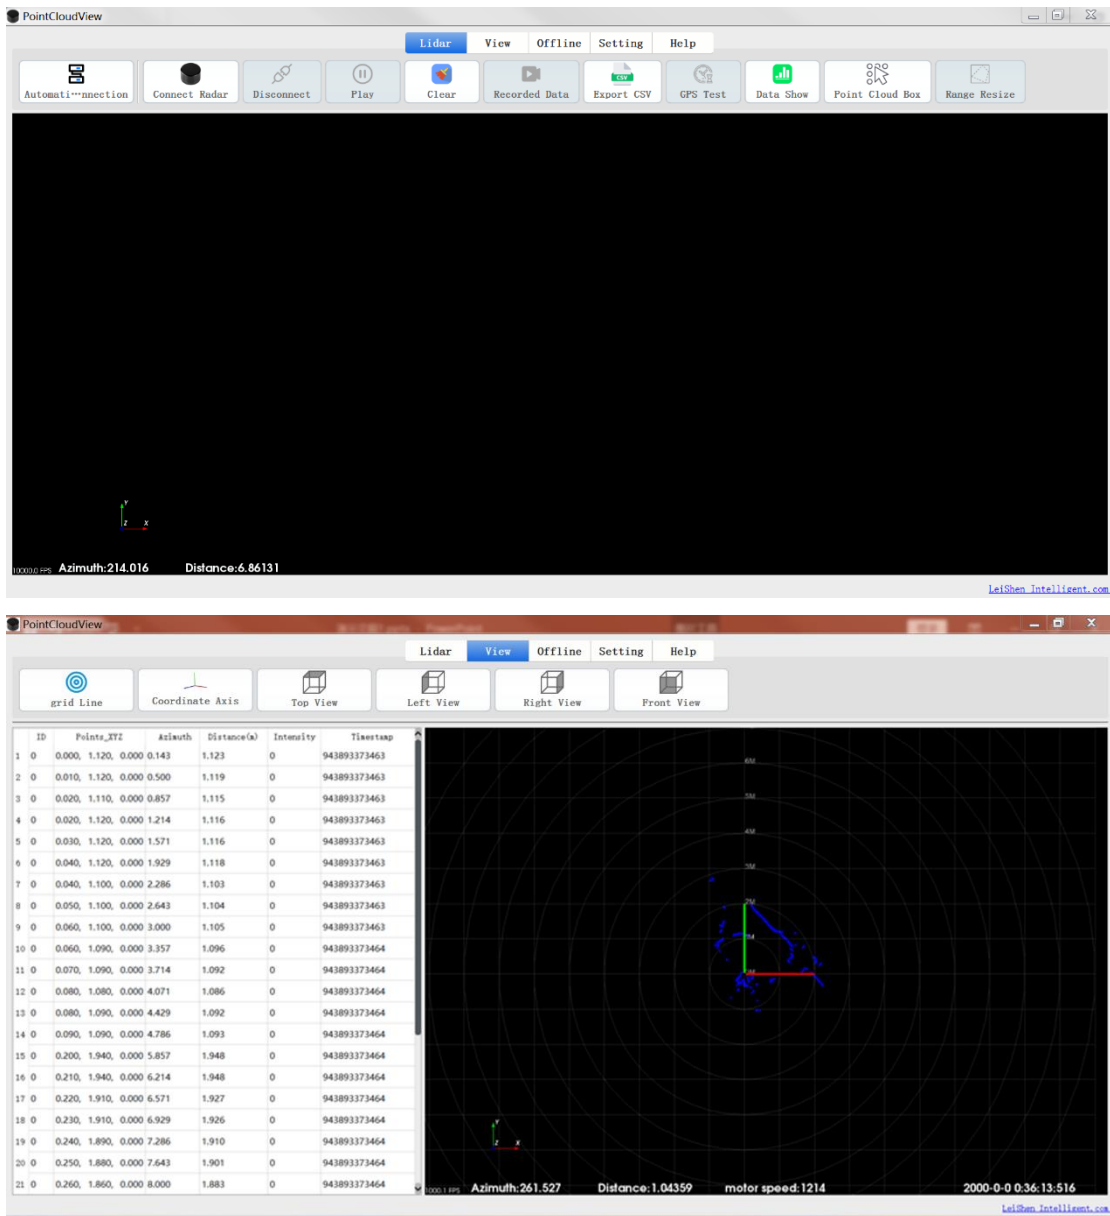 PointCloudView
Lidar View Offline Setting Help
Automati···nnection Connect Radar Disconnect Play Clear Recorded Data Export CSV GPS Test Data Show Point Cloud Box Range Resize
CSV
Y
Z X
10000.0 FPS Azimuth:214.016 Distance:6.86131
LeiShen Intelligent.com
PointCloudView
Lidar View Offline Setting Help
grid Line Coordinate Axis Top View Left View Right View Front View
ID Points_XYZ Azimuth Distance(m) Intensity Timestamp
1 0 0.000, 1.120, 0.000 0.143 1.123 0 943893373463
2 0 0.010, 1.120, 0.000 0.500 1.119 0 943893373463
3 0 0.020, 1.110, 0.000 0.857 1.115 0 943893373463
4 0 0.020, 1.120, 0.000 1.214 1.116 0 943893373463
5 0 0.030, 1.120, 0.000 1.571 1.116 0 943893373463
6 0 0.040, 1.120, 0.000 1.929 1.118 0 943893373463
7 0 0.040, 1.100, 0.000 2.286 1.103 0 943893373463
8 0 0.050, 1.100, 0.000 2.643 1.104 0 943893373463
9 0 0.060, 1.100, 0.000 3.000 1.105 0 943893373463
10 0 0.060, 1.090, 0.000 3.357 1.096 0 943893373464
11 0 0.070, 1.090, 0.000 3.714 1.092 0 943893373464
12 0 0.080, 1.080, 0.000 4.071 1.086 0 943893373464
13 0 0.080, 1.090, 0.000 4.429 1.092 0 943893373464
14 0 0.090, 1.090, 0.000 4.786 1.093 0 943893373464
15 0 0.200, 1.940, 0.000 5.857 1.948 0 943893373464
16 0 0.210, 1.940, 0.000 6.214 1.948 0 943893373464
17 0 0.220, 1.910, 0.000 6.571 1.927 0 943893373464
18 0 0.230, 1.910, 0.000 6.929 1.926 0 943893373464
19 0 0.240, 1.890, 0.000 7.286 1.910 0 943893373464
20 0 0.250, 1.880, 0.000 7.643 1.901 0 943893373464
21 0 0.260, 1.860, 0.000 8.000 1.883 0 943893373464
6M
5M
4M
3M
2M
Y
Z X
1000.1 FPS Azimuth:261.527 Distance:1.04359 motor speed:1214 2000-0-0 0:36:13:516
LeiShen Intelligent.com